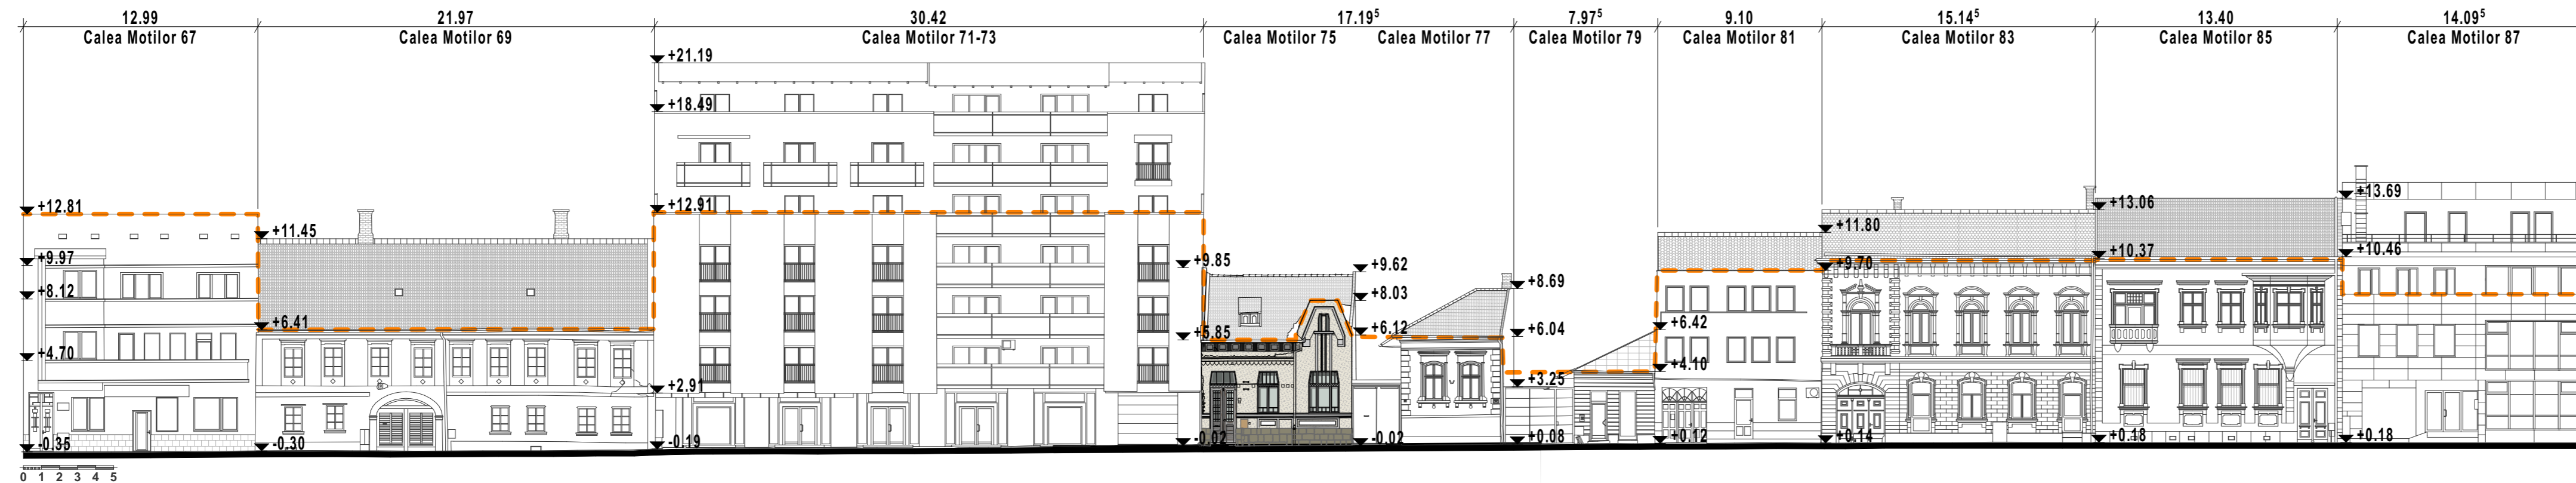 12.99 21.97 30.42 17.19⁵ 7.97⁵ 9.10 15.14⁵ 13.40 14.09⁵
Calea Motilor 67 Calea Motilor 69 Calea Motilor 71-73 Calea Motilor 75 Calea Motilor 77 Calea Motilor 79 Calea Motilor 81 Calea Motilor 83 Calea Motilor 85 Calea Motilor 87
+21.19
+18.49
+12.81 +12.91 +13.06 +13.69
+11.45 +11.80
+9.97 +9.85 +9.62 +9.70 +10.37 +10.46
+8.12 +8.03 +8.69
+6.41 +5.85 +6.12 +6.04 +6.42
+4.70 +2.91 +3.25 +4.10
-0.35 -0.30 -0.19 -0.02 -0.02 +0.08 +0.12 +0.14 +0.18 +0.18
0 1 2 3 4 5